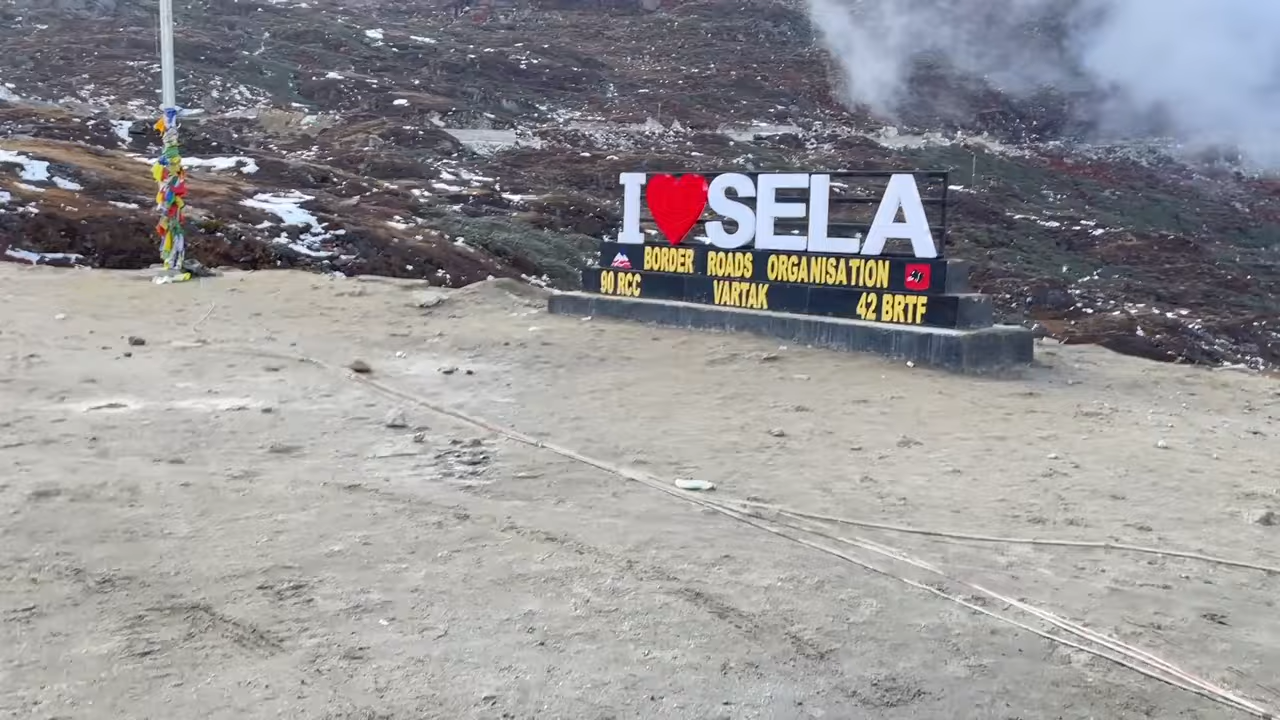 I ❤ SELA
BORDER ROADS ORGANISATION
90 RCC VARTAK 42 BRTF